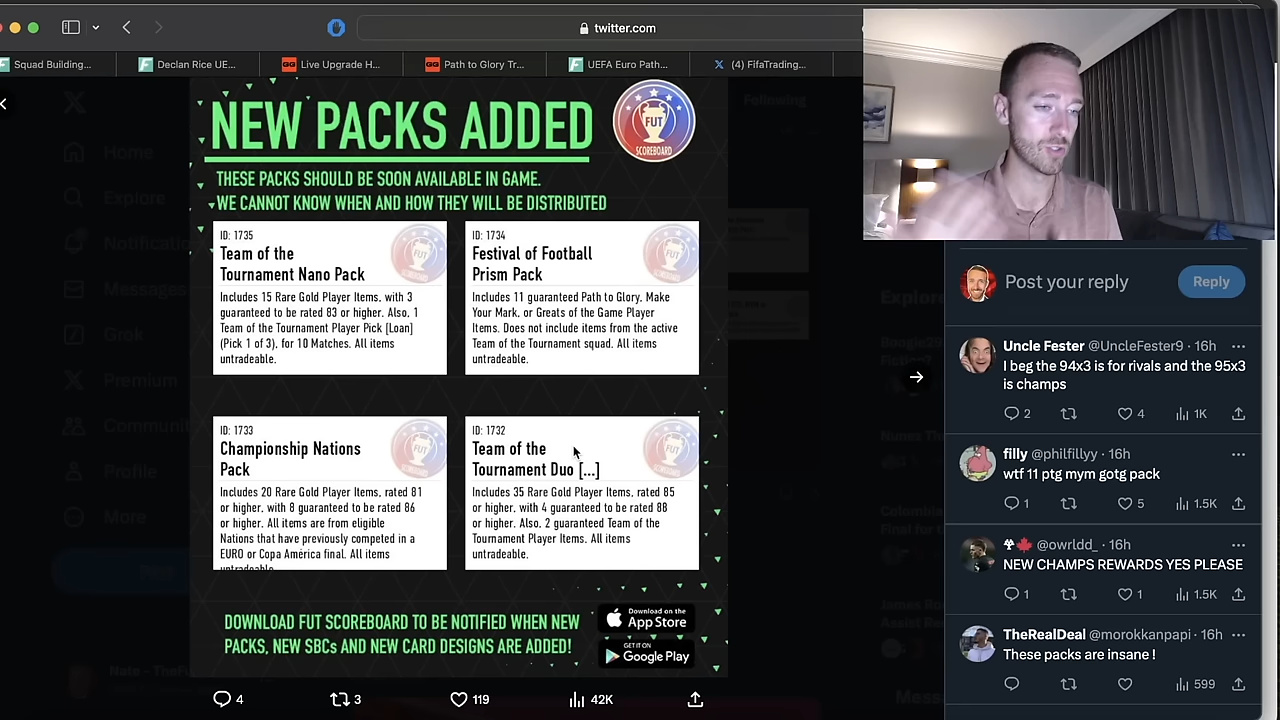 twitter.com
Squad Building...
Declan Rice UE...
Live Upgrade H...
Path to Glory Tr...
UEFA Euro Path...
(4) FifaTrading...
NEW PACKS ADDED
FUT
SCOREBOARD
THESE PACKS SHOULD BE SOON AVAILABLE IN GAME.
WE CANNOT KNOW WHEN AND HOW THEY WILL BE DISTRIBUTED
ID: 1735
Team of the
Tournament Nano Pack
Includes 15 Rare Gold Player Items, with 3
guaranteed to be rated 83 or higher. Also, 1
Team of the Tournament Player Pick [Loan]
(Pick 1 of 3), for 10 Matches. All items
untradeable.
ID: 1734
Festival of Football
Prism Pack
Includes 11 guaranteed Path to Glory, Make
Your Mark, or Greats of the Game Player
Items. Does not include items from the active
Team of the Tournament squad. All items
untradeable.
ID: 1733
Championship Nations
Pack
Includes 20 Rare Gold Player Items, rated 81
or higher, with 8 guaranteed to be rated 86
or higher. All items are from eligible
Nations that have previously competed in a
EURO or Copa América final. All items
untradeable.
ID: 1732
Team of the
Tournament Duo [...]
Includes 35 Rare Gold Player Items, rated 85
or higher, with 4 guaranteed to be rated 88
or higher. Also, 2 guaranteed Team of the
Tournament Player Items. All items
untradeable.
DOWNLOAD FUT SCOREBOARD TO BE NOTIFIED WHEN NEW
PACKS, NEW SBCs AND NEW CARD DESIGNS ARE ADDED!
Download on the
App Store
GET IT ON
Google Play
4
3
119
42K
Home
Explore
Messages
Grok
Premium
Profile
More
Following
Post your reply
Reply
Uncle Fester @UncleFester9 · 16h
I beg the 94x3 is for rivals and the 95x3
is champs
2
4
1K
filly @philfillyy · 16h
wtf 11 ptg mym gotg pack
1
5
1.5K
@owrldd_ · 16h
NEW CHAMPS REWARDS YES PLEASE
1
1
1.5K
TheRealDeal @morokkanpapi · 16h
These packs are insane !
599